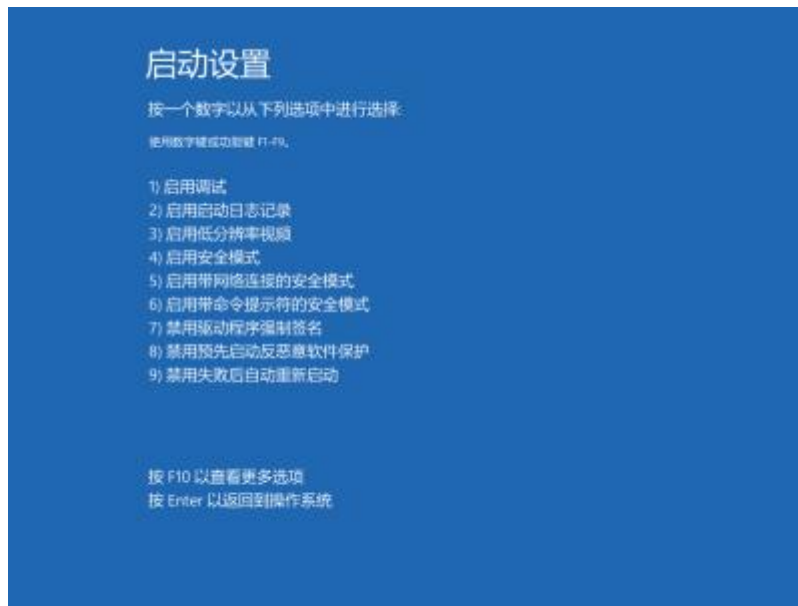 启动设置
按一个数字以从下列选项中进行选择:
使用数字键或功能键 F1-F9。
1) 启用调试
2) 启用启动日志记录
3) 启用低分辨率视频
4) 启用安全模式
5) 启用带网络连接的安全模式
6) 启用带命令提示符的安全模式
7) 禁用驱动程序强制签名
8) 禁用预先启动反恶意软件保护
9) 禁用失败后自动重新启动
按 F10 以查看更多选项
按 Enter 以返回到操作系统